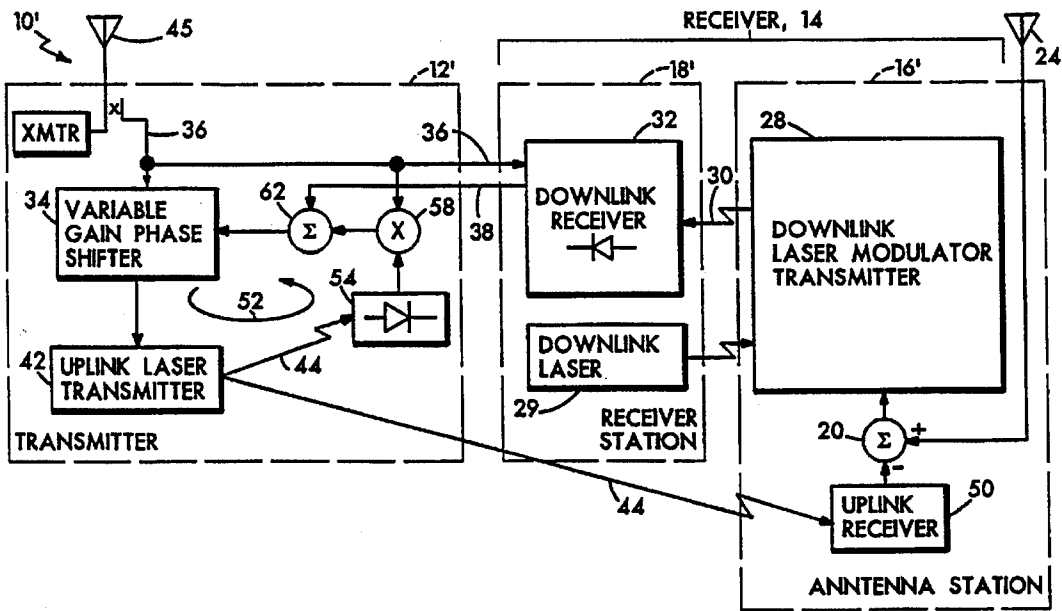 RECEIVER, 14
10'
45
24
12'
18'
16'
X
XMTR
36
36
32
28
34
VARIABLE
GAIN PHASE
SHIFTER
62
Σ
X
58
38
DOWNLINK
RECEIVER
30
DOWNLINK
LASER MODULATOR
TRANSMITTER
52
54
42
UPLINK LASER
TRANSMITTER
44
DOWNLINK
LASER
29
TRANSMITTER
RECEIVER
STATION
20
Σ
+
-
44
UPLINK
RECEIVER
50
ANNTENNA STATION